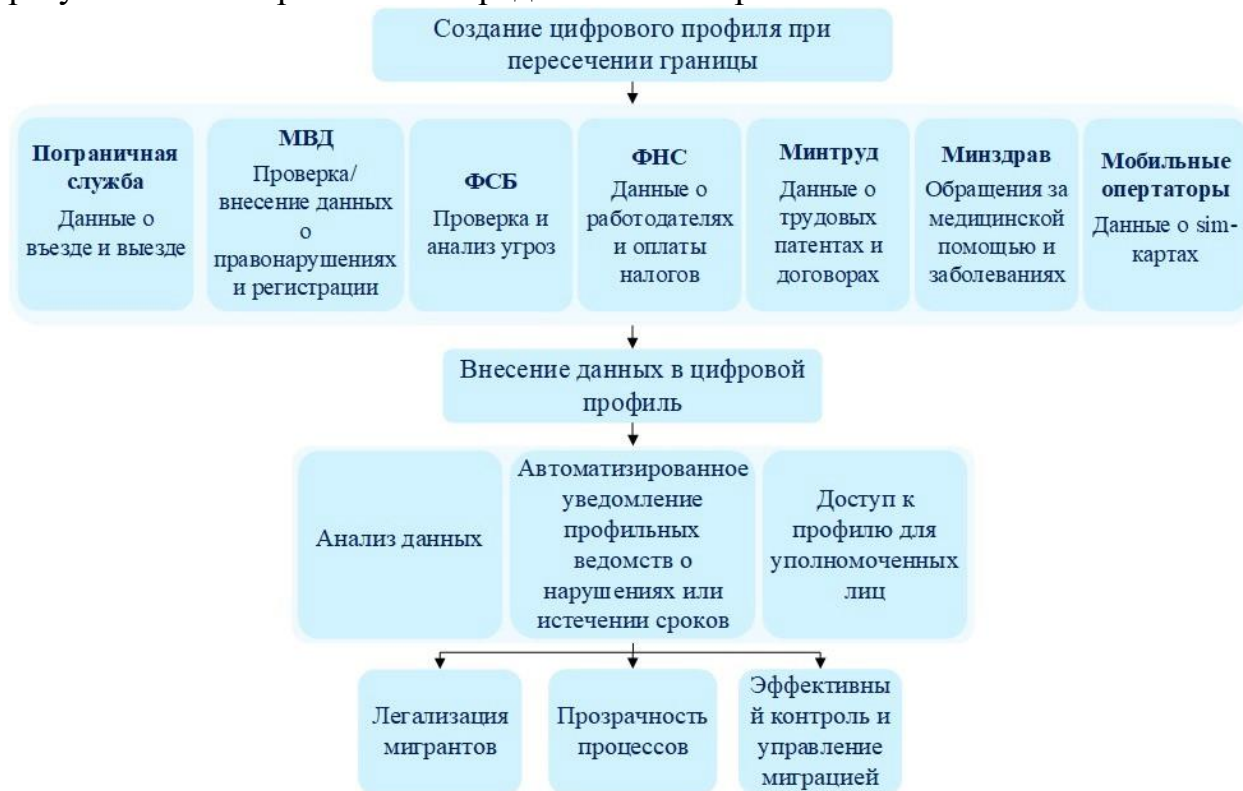 Создание цифрового профиля при
пересечении границы
Пограничная
служба
Данные о
въезде и выезде
МВД
Проверка/
внесение данных
о
правонарушениях
и регистрации
ФСБ
Проверка и
анализ угроз
ФНС
Данные о
работодателях
и оплаты
налогов
Минтруд
Данные о
трудовых
патентах и
договорах
Минздрав
Обращения за
медицинской
помощью и
заболеваниях
Мобильные
опертаторы
Данные о sim-
картах
Внесение данных в цифровой
профиль
Анализ данных
Автоматизированное
уведомление
профильных
ведомств о
нарушениях или
истечении сроков
Доступ к
профилю для
уполномоченных
лиц
Легализация
мигрантов
Прозрачность
процессов
Эффективны
й контроль и
управление
миграцией